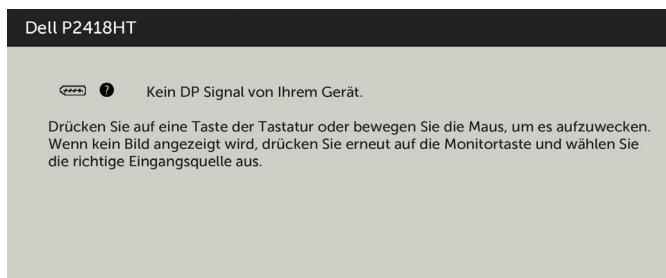 Dell P2418HT
Kein DP Signal von Ihrem Gerät.
Drücken Sie auf eine Taste der Tastatur oder bewegen Sie die Maus, um es aufzuwecken.
Wenn kein Bild angezeigt wird, drücken Sie erneut auf die Monitortaste und wählen Sie
die richtige Eingangsquelle aus.